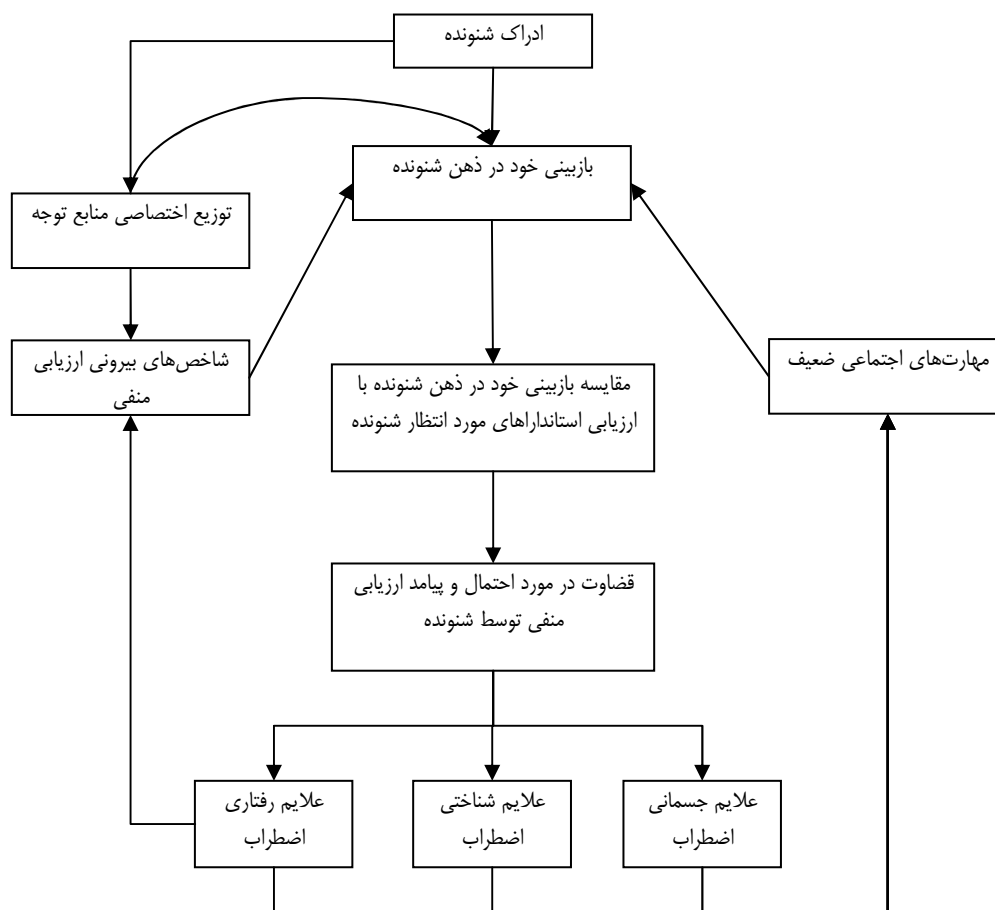 ادراک شنونده
بازبینی خود در ذهن شنونده
توزیع اختصاصی منابع توجه
شاخص‌های بیرونی ارزیابی
منفی
مهارت‌های اجتماعی ضعیف
مقایسه بازبینی خود در ذهن شنونده با
ارزیابی استانداراهای مورد انتظار شنونده
قضاوت در مورد احتمال و پیامد ارزیابی
منفی توسط شنونده
علایم جسمانی
اضطراب
علایم شناختی
اضطراب
علایم رفتاری
اضطراب